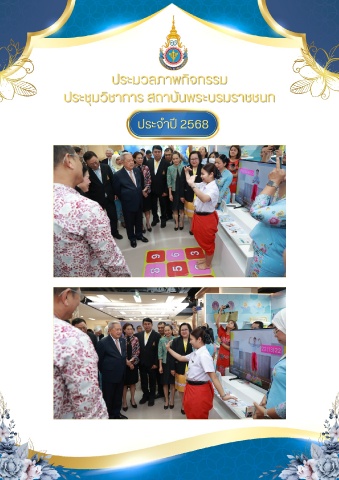 ประมวลภาพกิจกรรม
ประชุมวิชาการ สถาบันพระบรมราชชนก
ประจำปี 2568